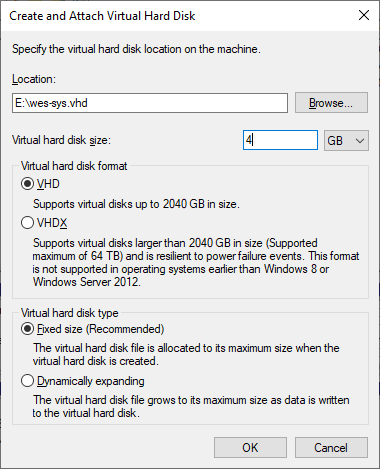 Create and Attach Virtual Hard Disk
Specify the virtual hard disk location on the machine.
Location:
E:\wes-sys.vhd
Browse...
Virtual hard disk size:
4
GB
Virtual hard disk format
VHD
Supports virtual disks up to 2040 GB in size.
VHDX
Supports virtual disks larger than 2040 GB in size (Supported
maximum of 64 TB) and is resilient to power failure events. This format
is not supported in operating systems earlier than Windows 8 or
Windows Server 2012.
Virtual hard disk type
Fixed size (Recommended)
The virtual hard disk file is allocated to its maximum size when the
virtual hard disk is created.
Dynamically expanding
The virtual hard disk file grows to its maximum size as data is written
to the virtual hard disk.
OK
Cancel